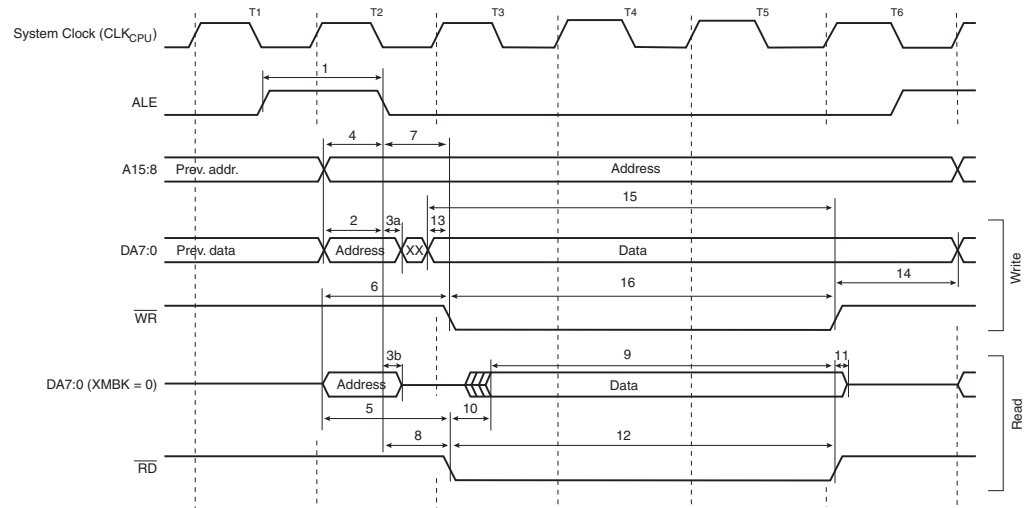 T1 T2 T3 T4 T5 T6
System Clock (CLKCPU)
1
ALE
4 7
A15:8 Prev. addr. Address
15
2 3a 13
DA7:0 Prev. data Address XX Data
6 16 14
WR
Write
3b 9 11
DA7:0 (XMBK = 0) Address Data
5 10
8 12
RD
Read